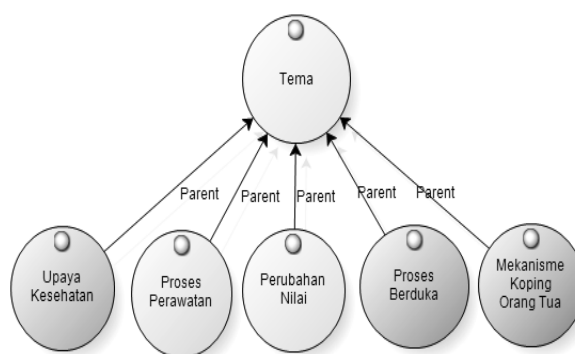 Tema
Parent
Parent
Parent
Parent
Parent
Upaya
Kesehatan
Proses
Perawatan
Perubahan
Nilai
Proses
Berduka
Mekanisme
Koping
Orang Tua